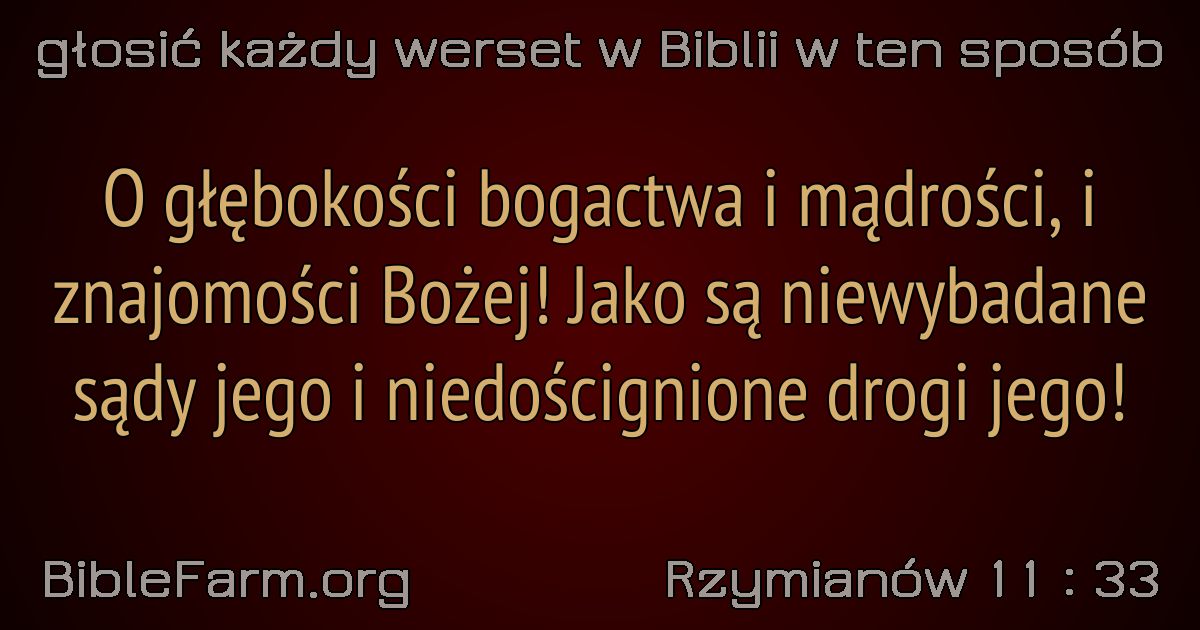 głosić każdy werset w Biblii w ten sposób
O głębokości bogactwa i mądrości, i
znajomości Bożej! Jako są niewybadane
sądy jego i niedoścignione drogi jego!
BibleFarm.org
Rzymianów 11 : 33